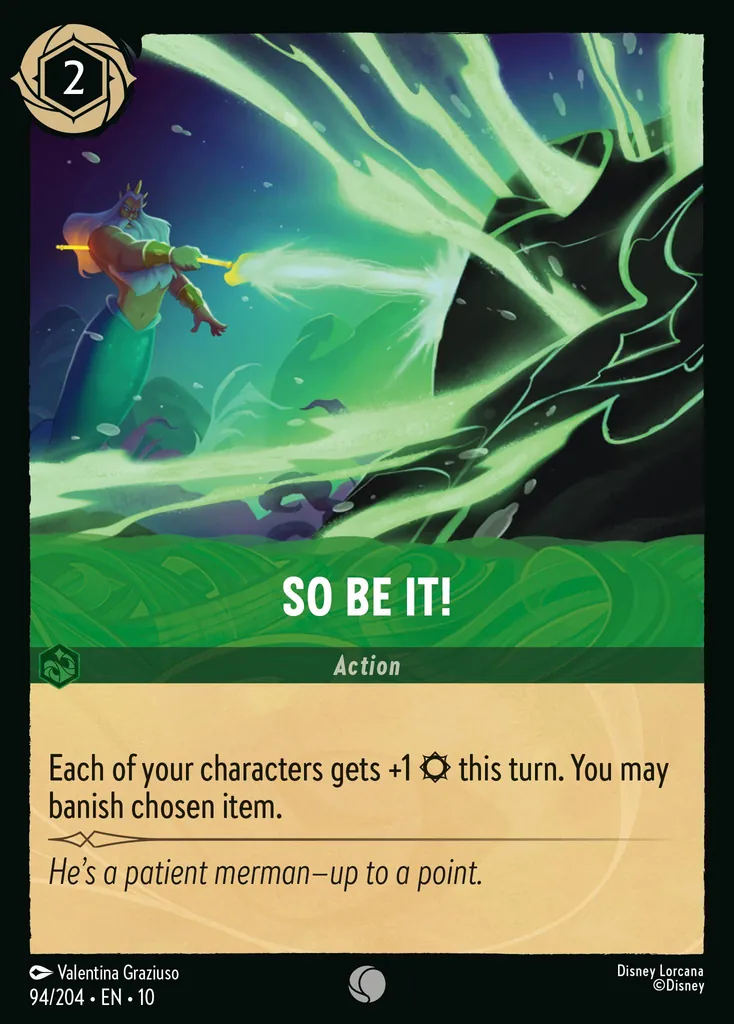 2
SO BE IT!
Action
Each of your characters gets +1 this turn. You may
banish chosen item.
He's a patient merman—up to a point.
Valentina Graziuso
94/204 • EN • 10
Disney Lorcana
©Disney